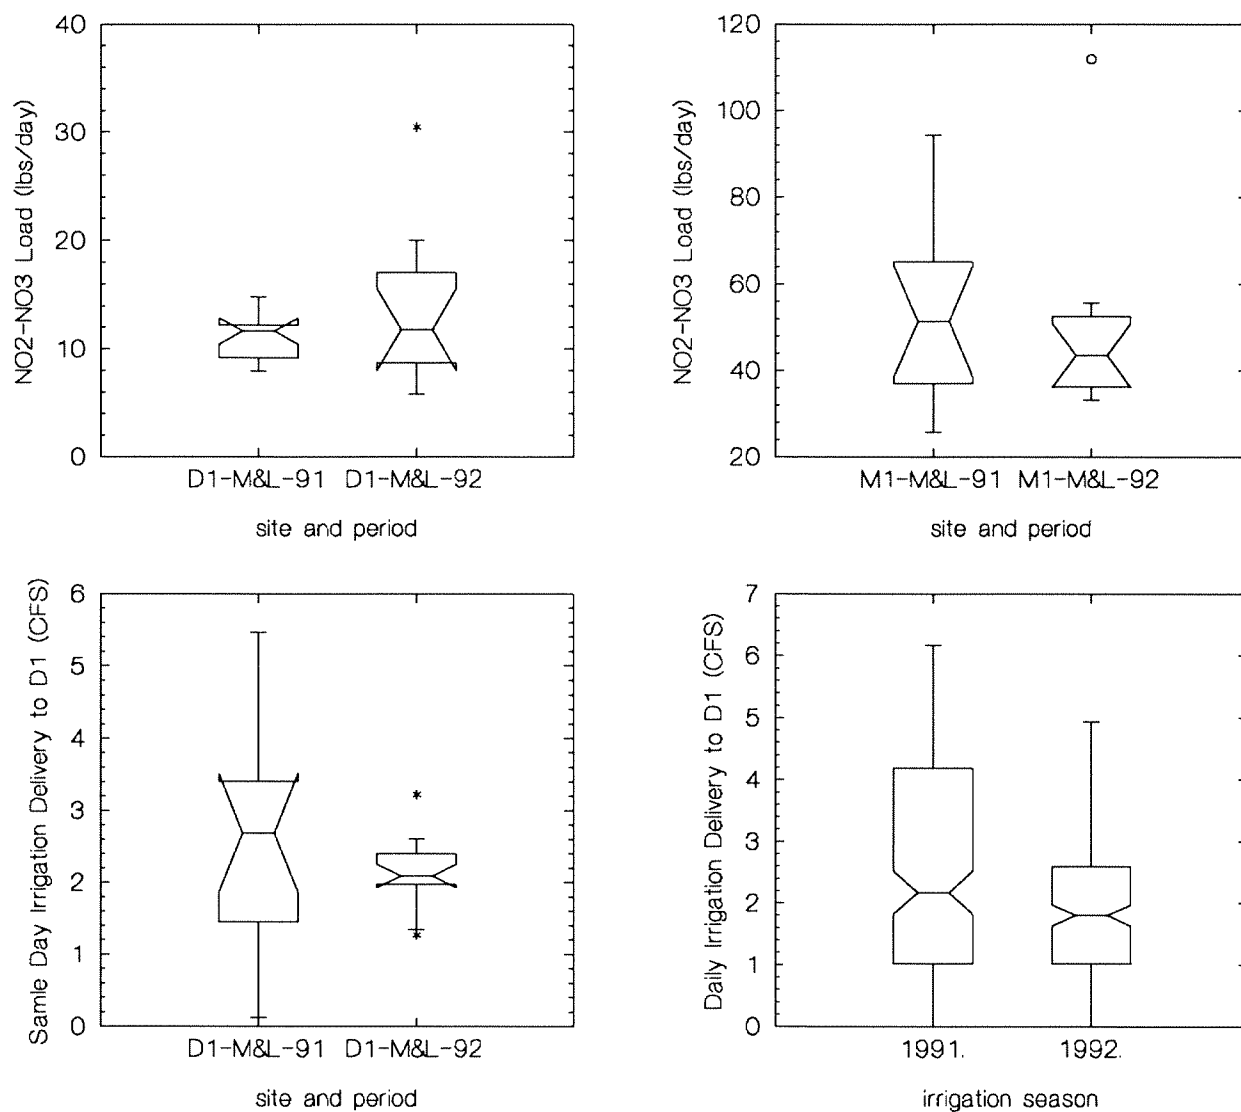 40
30
20
10
0
NO2-NO3 Load (lbs/day)
D1-M&L-91 D1-M&L-92
site and period
120
100
80
60
40
20
NO2-NO3 Load (lbs/day)
M1-M&L-91 M1-M&L-92
site and period
6
5
4
3
2
1
0
Samle Day Irrigation Delivery to D1 (CFS)
D1-M&L-91 D1-M&L-92
site and period
7
6
5
4
3
2
1
0
Daily Irrigation Delivery to D1 (CFS)
1991. 1992.
irrigation season